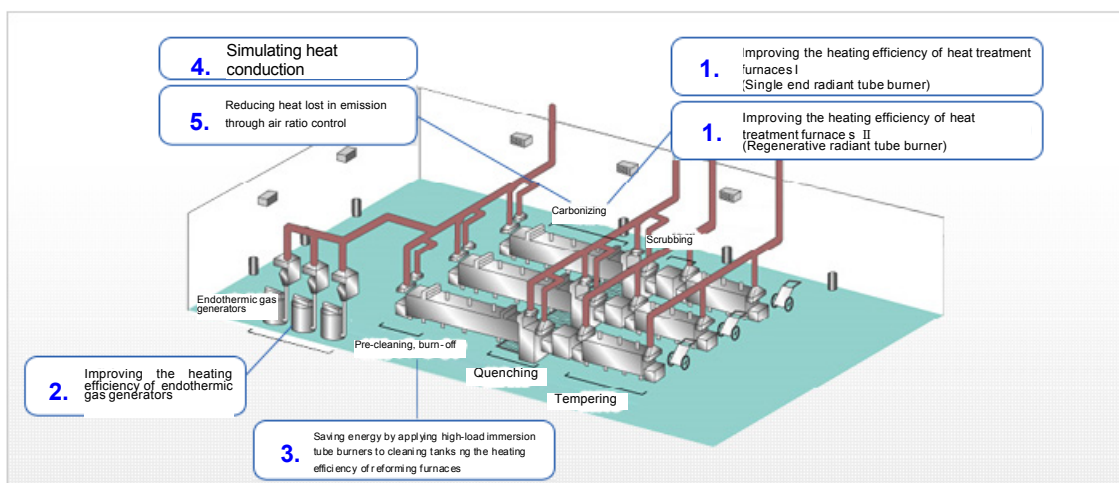 4.
Simulating heat
conduction
5.
Reducing heat lost in emission
through air ratio control
1.
Improving the heating efficiency of heat treatment
furnaces I
(Single end radiant tube burner)
1.
Improving the heating efficiency of heat
treatment furnace s II
(Regenerative radiant tube burner)
Carbonizing
Scrubbing
Endothermic gas
generators
Pre-cleaning, burn-off
Quenching
Tempering
2.
Improving the heating
efficiency of endothermic
gas generators
3.
Saving energy by applying high-load immersion
tube burners to cleaning tanks ng the heating
efficiency of reforming furnaces